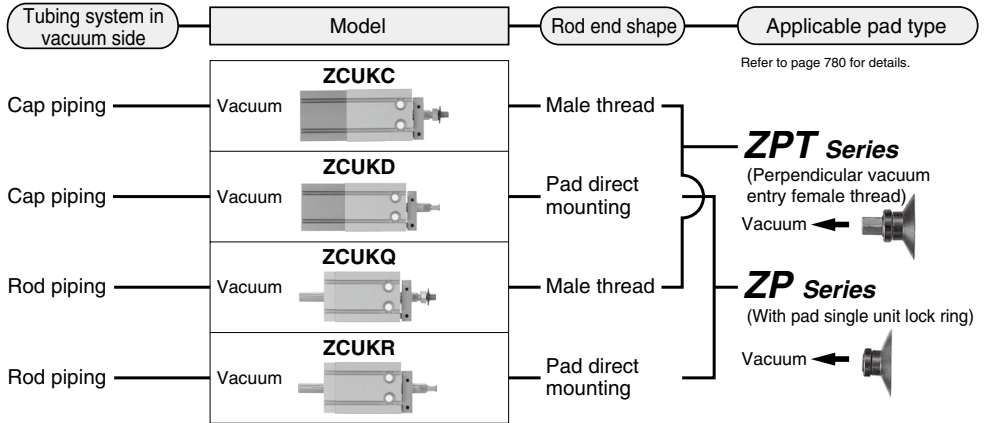 Tubing system in
vacuum side
Model
Rod end shape
Applicable pad type
Refer to page 780 for details.
ZCUKC
Cap piping
Vacuum
Male thread
ZCUKD
Cap piping
Vacuum
Pad direct
mounting
ZCUKQ
Rod piping
Vacuum
Male thread
ZCUKR
Rod piping
Vacuum
Pad direct
mounting
ZPT Series
(Perpendicular vacuum
entry female thread)
Vacuum
ZP Series
(With pad single unit lock ring)
Vacuum